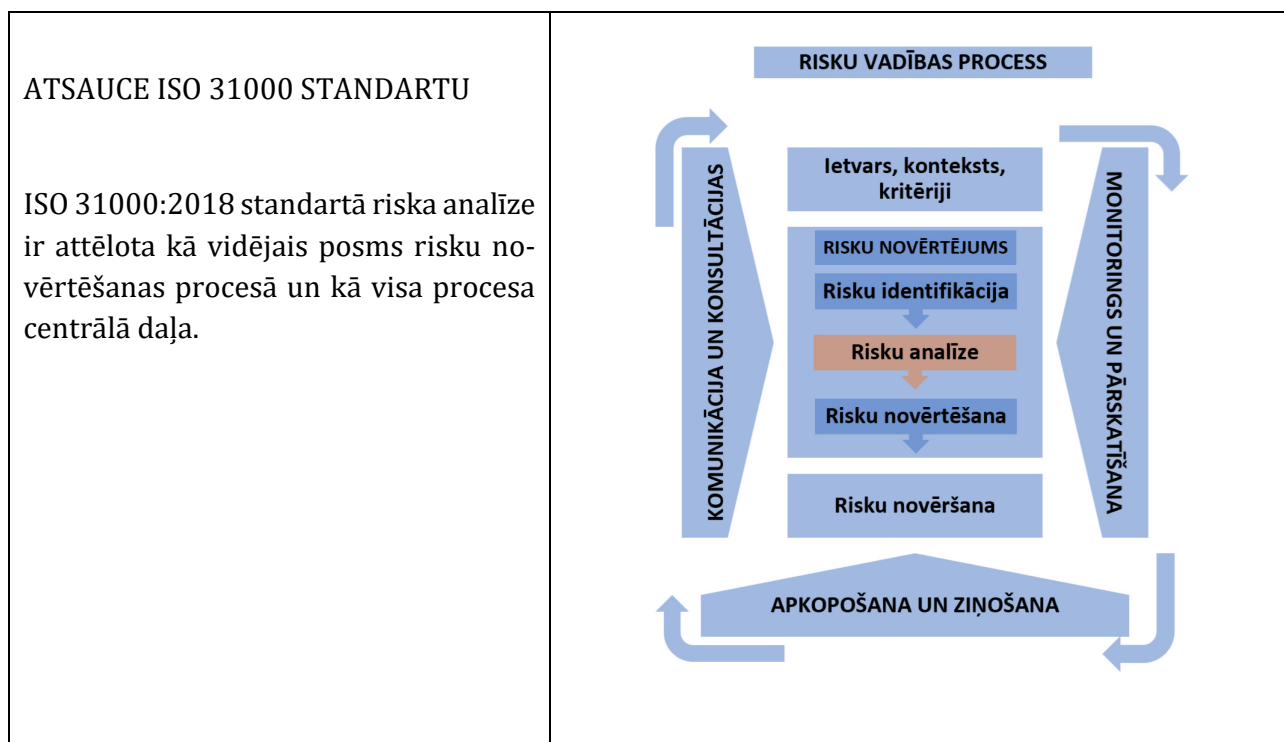 ATSAUCE ISO 31000 STANDARTU
ISO 31000:2018 standartā riska analīze
ir attēlota kā vidējais posms risku no-
vērtēšanas procesā un kā visa procesa
centrālā daļa.
RISKU VADĪBAS PROCESS
KOMUNIKĀCIJA UN KONSULTĀCIJAS
Ietvars, konteksts,
kritēriji
RISKU NOVĒRTĒJUMS
Risku identifikācija
Risku analīze
Risku novērtēšana
Risku novēršana
MONITORINGS UN PĀRSKATĪŠANA
APKOPOŠANA UN ZIŅOŠANA